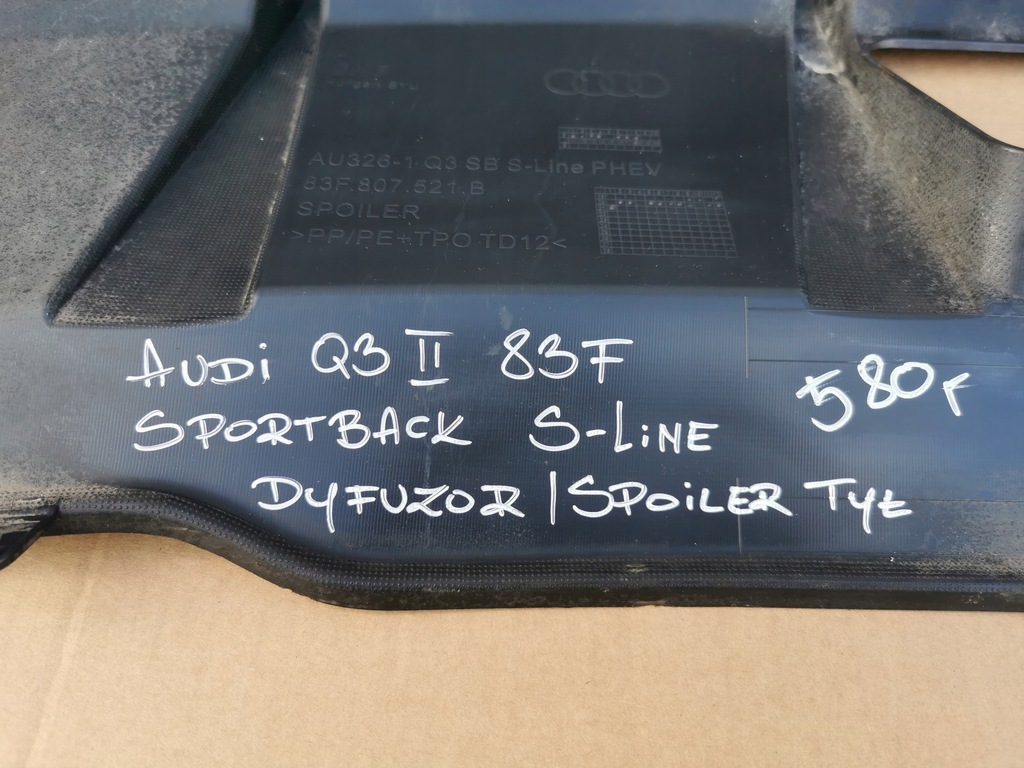 AU326-1 Q3 SB S-Line PHEV
83F.807.521.B
SPOILER
>PP/PE+TPO TD12<
AUDi Q3 II 83F
SPORTBACK S-LiNE
580r
DYFUZOR/SPOiLER TYŁ